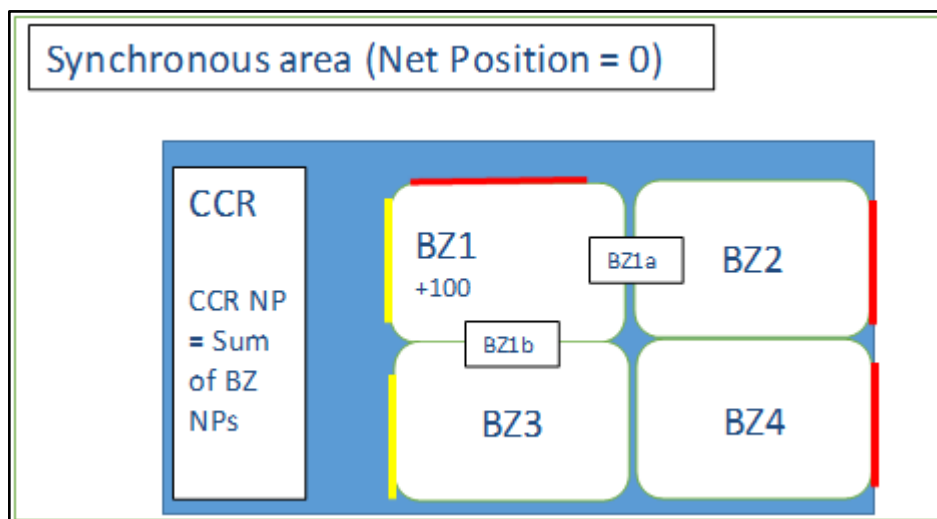 Synchronous area (Net Position = 0)
CCR
CCR NP
= Sum
of BZ
NPs
BZ1
+100
BZ1a
BZ2
BZ1b
BZ3
BZ4